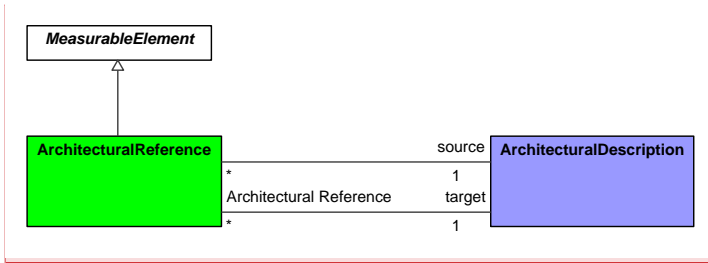 MeasurableElement
ArchitecturalReference
source
ArchitecturalDescription
* 1
Architectural Reference target
* 1